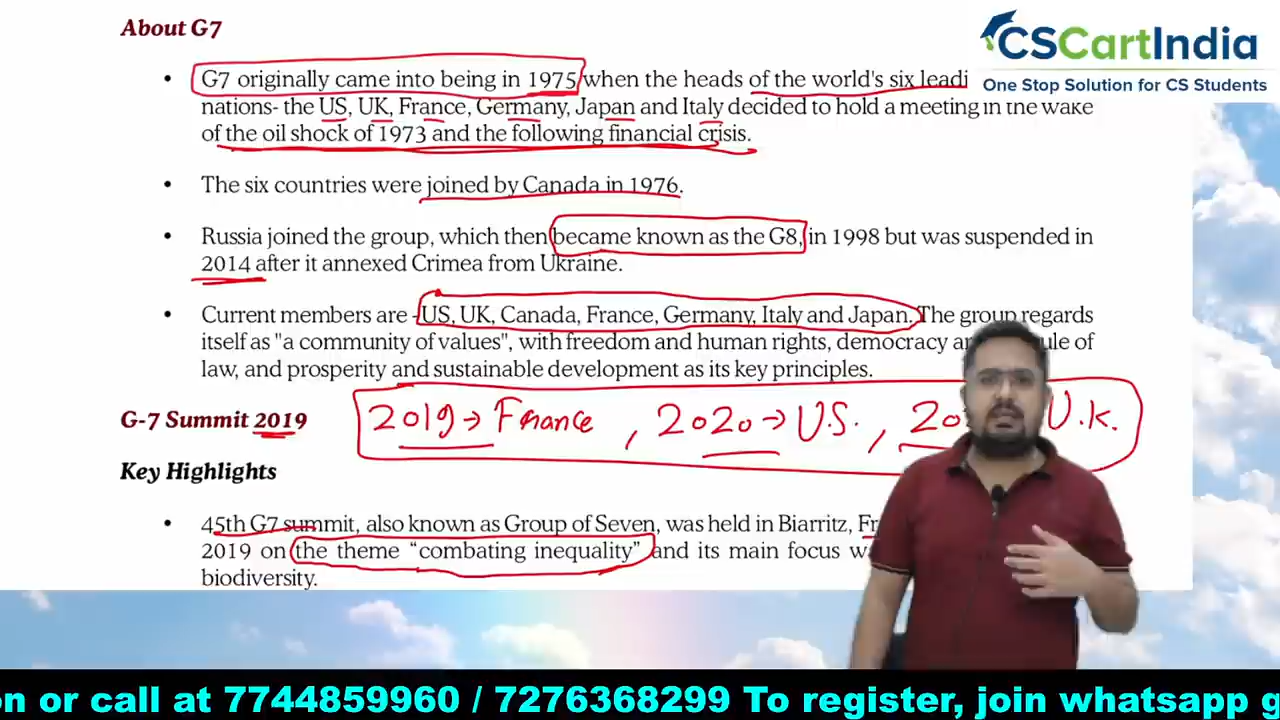 About G7
CSCartIndia
One Stop Solution for CS Students
• G7 originally came into being in 1975 when the heads of the world's six leadi
nations- the US, UK, France, Germany, Japan and Italy decided to hold a meeting in the wake
of the oil shock of 1973 and the following financial crisis.
• The six countries were joined by Canada in 1976.
• Russia joined the group, which then became known as the G8, in 1998 but was suspended in
2014 after it annexed Crimea from Ukraine.
• Current members are - US, UK, Canada, France, Germany, Italy and Japan. The group regards
itself as "a community of values", with freedom and human rights, democracy an ule of
law, and prosperity and sustainable development as its key principles.
G-7 Summit 2019
2019→ France , 2020→ U.S. , 20 U.K.
Key Highlights
• 45th G7 summit, also known as Group of Seven, was held in Biarritz, Fr
2019 on the theme “combating inequality” and its main focus w
biodiversity.
on or call at 7744859960 / 7276368299 To register, join whatsapp g